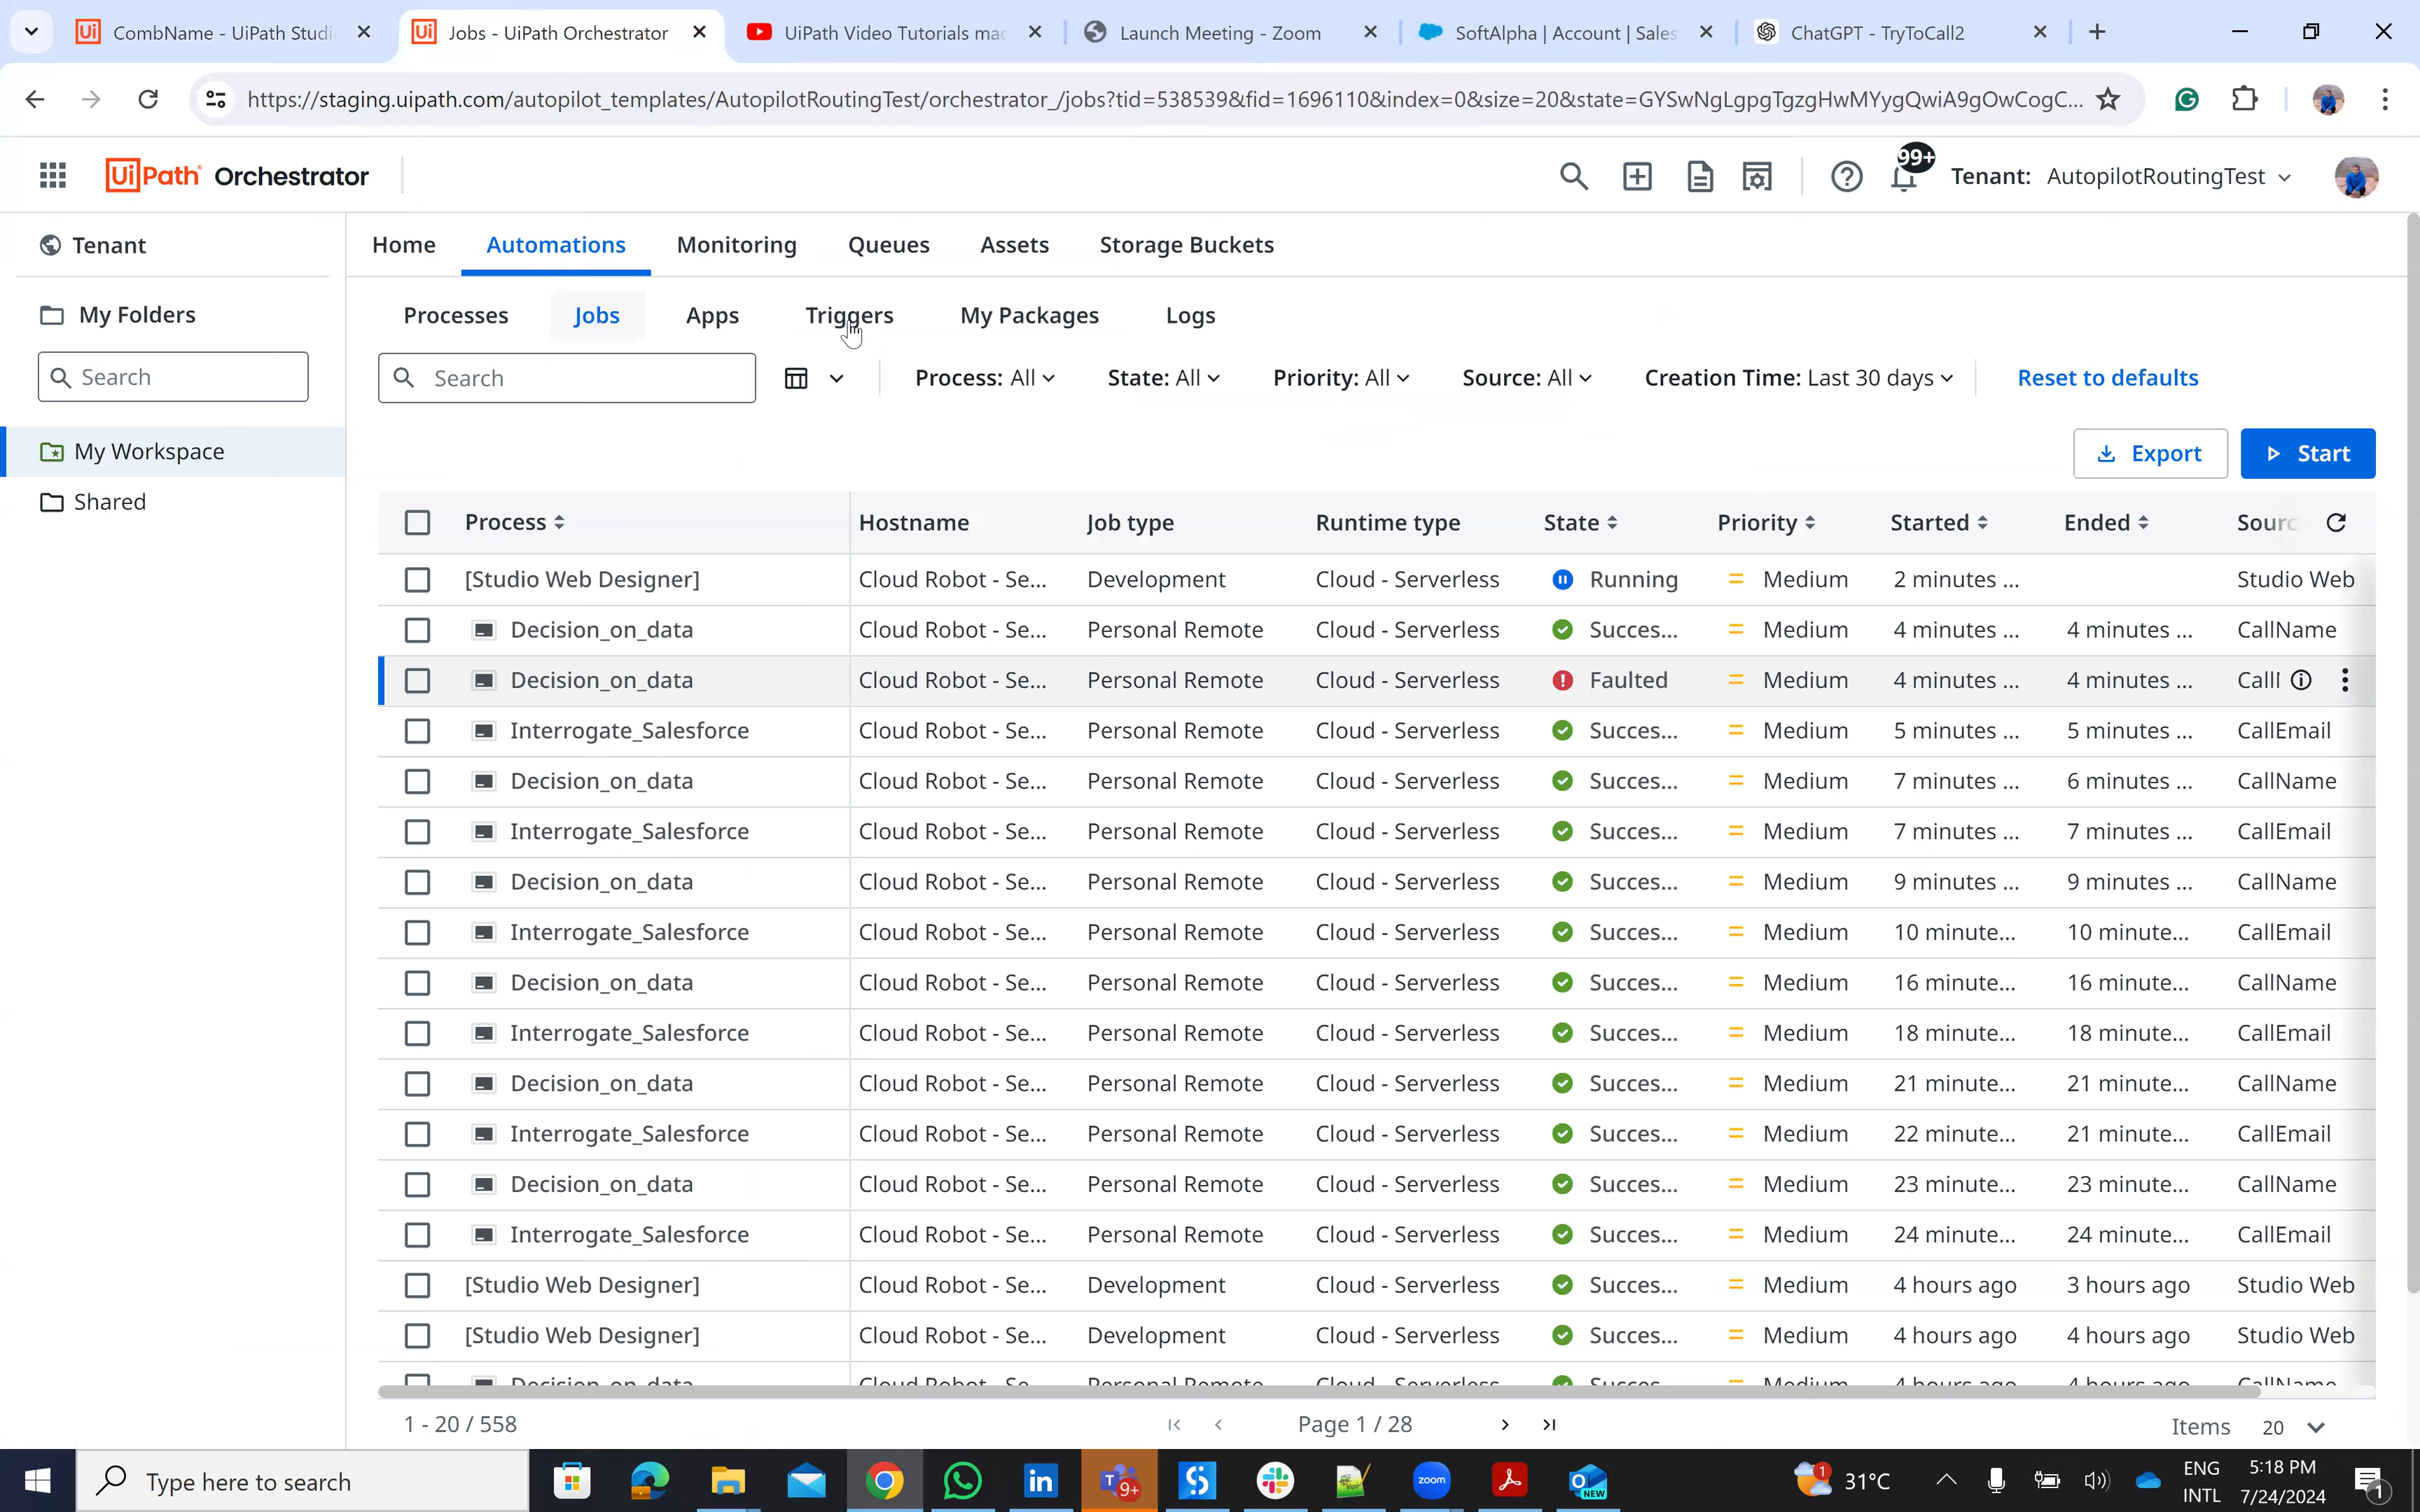 CombName - UiPath Studi
Jobs - UiPath Orchestrator
UiPath Video Tutorials mad
Launch Meeting - Zoom
SoftAlpha | Account | Sales
ChatGPT - TryToCall2
https://staging.uipath.com/autopilot_templates/AutopilotRoutingTest/orchestrator_/jobs?tid=538539&fid=1696110&index=0&size=20&state=GYSwNgLgpgTgzgHwMYygQwiA9gOwCogC...
UiPath Orchestrator
99+
Tenant: AutopilotRoutingTest
Tenant
Home Automations Monitoring Queues Assets Storage Buckets
My Folders
Processes Jobs Apps Triggers My Packages Logs
Search
Search
Process: All State: All Priority: All Source: All Creation Time: Last 30 days Reset to defaults
My Workspace
Export Start
Shared
Process Hostname Job type Runtime type State Priority Started Ended Sourc
[Studio Web Designer] Cloud Robot - Se... Development Cloud - Serverless Running Medium 2 minutes ... Studio Web
Decision_on_data Cloud Robot - Se... Personal Remote Cloud - Serverless Succes... Medium 4 minutes ... 4 minutes ... CallName
Decision_on_data Cloud Robot - Se... Personal Remote Cloud - Serverless Faulted Medium 4 minutes ... 4 minutes ... Call
Interrogate_Salesforce Cloud Robot - Se... Personal Remote Cloud - Serverless Succes... Medium 5 minutes ... 5 minutes ... CallEmail
Decision_on_data Cloud Robot - Se... Personal Remote Cloud - Serverless Succes... Medium 7 minutes ... 6 minutes ... CallName
Interrogate_Salesforce Cloud Robot - Se... Personal Remote Cloud - Serverless Succes... Medium 7 minutes ... 7 minutes ... CallEmail
Decision_on_data Cloud Robot - Se... Personal Remote Cloud - Serverless Succes... Medium 9 minutes ... 9 minutes ... CallName
Interrogate_Salesforce Cloud Robot - Se... Personal Remote Cloud - Serverless Succes... Medium 10 minute... 10 minute... CallEmail
Decision_on_data Cloud Robot - Se... Personal Remote Cloud - Serverless Succes... Medium 16 minute... 16 minute... CallName
Interrogate_Salesforce Cloud Robot - Se... Personal Remote Cloud - Serverless Succes... Medium 18 minute... 18 minute... CallEmail
Decision_on_data Cloud Robot - Se... Personal Remote Cloud - Serverless Succes... Medium 21 minute... 21 minute... CallName
Interrogate_Salesforce Cloud Robot - Se... Personal Remote Cloud - Serverless Succes... Medium 22 minute... 21 minute... CallEmail
Decision_on_data Cloud Robot - Se... Personal Remote Cloud - Serverless Succes... Medium 23 minute... 23 minute... CallName
Interrogate_Salesforce Cloud Robot - Se... Personal Remote Cloud - Serverless Succes... Medium 24 minute... 24 minute... CallEmail
[Studio Web Designer] Cloud Robot - Se... Development Cloud - Serverless Succes... Medium 4 hours ago 3 hours ago Studio Web
[Studio Web Designer] Cloud Robot - Se... Development Cloud - Serverless Succes... Medium 4 hours ago 4 hours ago Studio Web
Decision_on_data Cloud Robot - Se... Personal Remote Cloud - Serverless Succes... Medium 4 hours ago 4 hours ago CallName
1 - 20 / 558 Page 1 / 28 Items 20
Type here to search
9+
zoom
NEW
1
31°C
ENG
INTL
5:18 PM
7/24/2024
1